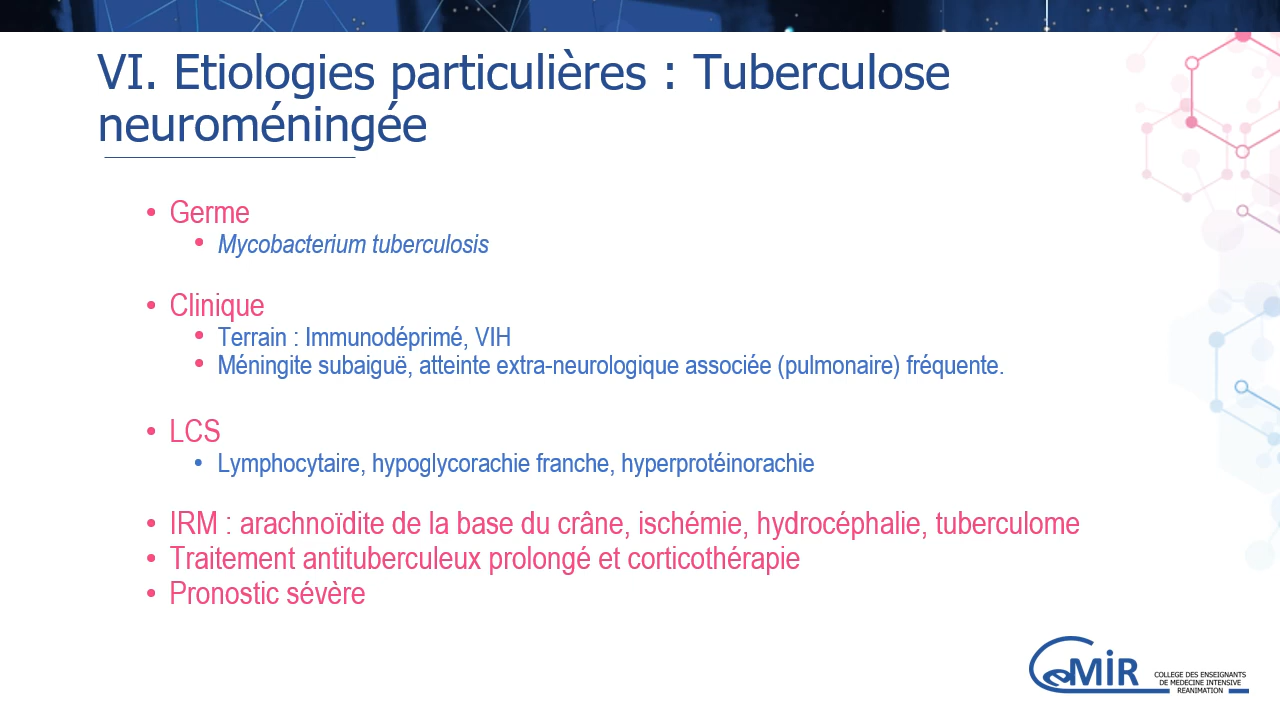 VI. Etiologies particulières : Tuberculose
neuroméningée
• Germe
• Mycobacterium tuberculosis
• Clinique
• Terrain : Immunodéprimé, VIH
• Méningite subaiguë, atteinte extra-neurologique associée (pulmonaire) fréquente.
• LCS
• Lymphocytaire, hypoglycorachie franche, hyperprotéinorachie
• IRM : arachnoïdite de la base du crâne, ischémie, hydrocéphalie, tuberculome
• Traitement antituberculeux prolongé et corticothérapie
• Pronostic sévère
CeMIR
COLLEGE DES ENSEIGNANTS
DE MEDECINE INTENSIVE
REANIMATION